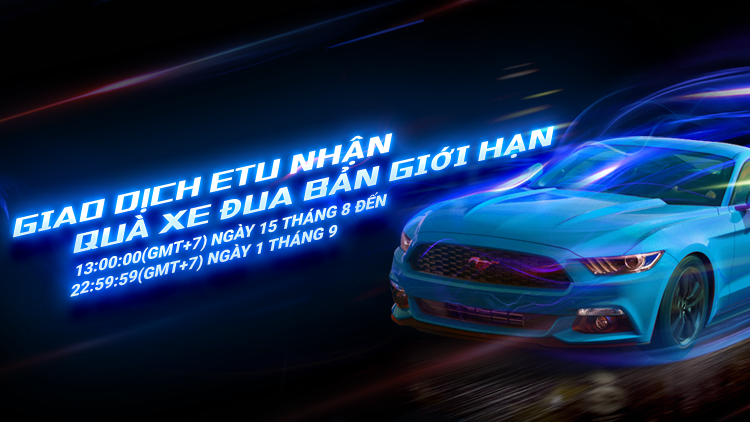 GIAO DỊCH ETU NHẬN
QUÀ XE ĐUA BẢN GIỚI HẠN
13:00:00(GMT+7) NGÀY 15 THÁNG 8 ĐẾN
22:59:59(GMT+7) NGÀY 1 THÁNG 9